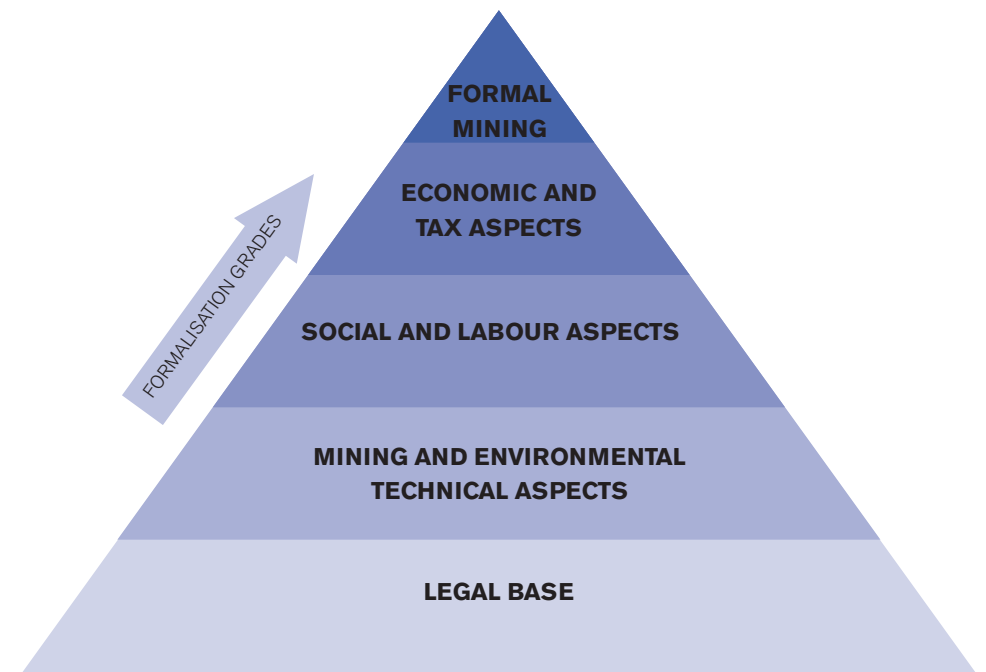 FORMAL
MINING
ECONOMIC AND
TAX ASPECTS
FORMALISATION GRADES
SOCIAL AND LABOUR ASPECTS
MINING AND ENVIRONMENTAL
TECHNICAL ASPECTS
LEGAL BASE